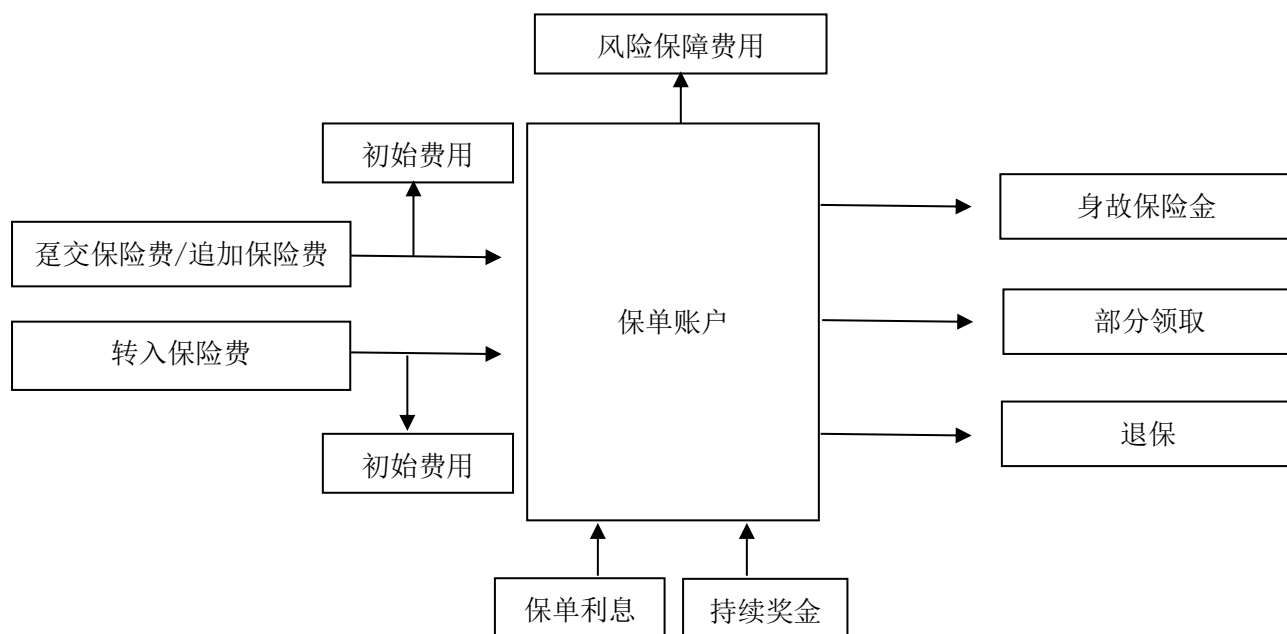 风险保障费用
初始费用
趸交保险费/追加保险费
转入保险费
初始费用
保单账户
身故保险金
部分领取
退保
保单利息
持续奖金